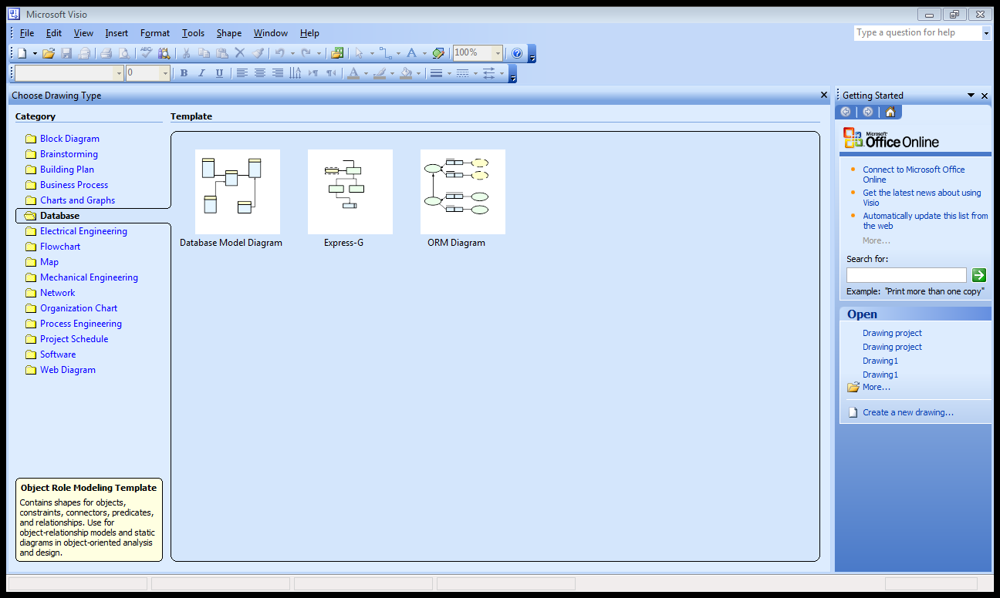 Microsoft Visio
File Edit View Insert Format Tools Shape Window Help
Type a question for help
ABC
100%
0
B I U
A
Choose Drawing Type
Category
Block Diagram
Brainstorming
Building Plan
Business Process
Charts and Graphs
Database
Electrical Engineering
Flowchart
Map
Mechanical Engineering
Network
Organization Chart
Process Engineering
Project Schedule
Software
Web Diagram
Object Role Modeling Template
Contains shapes for objects,
constraints, connectors, predicates,
and relationships. Use for
object-relationship models and static
diagrams in object-oriented analysis
and design.
Template
Database Model Diagram
Express-G
ORM Diagram
Getting Started
Microsoft
Office Online
Connect to Microsoft Office
Online
Get the latest news about using
Visio
Automatically update this list from
the web
More...
Search for:
Example: "Print more than one copy"
Open
Drawing project
Drawing project
Drawing1
Drawing1
More...
Create a new drawing...